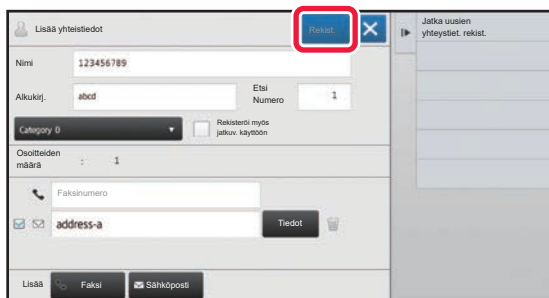 Lisää yhteistiedot
Rekist.
Jatka uusien
yhteystiet. rekist.
Nimi
123456789
Alkukirj.
abcd
Etsi
Numero
1
Category 0
Rekisteröi myös
jatkuv. käyttöön
Osoitteiden
määrä
:
1
Faksinumero
address-a
Tiedot
Lisää
Faksi
Sähköposti